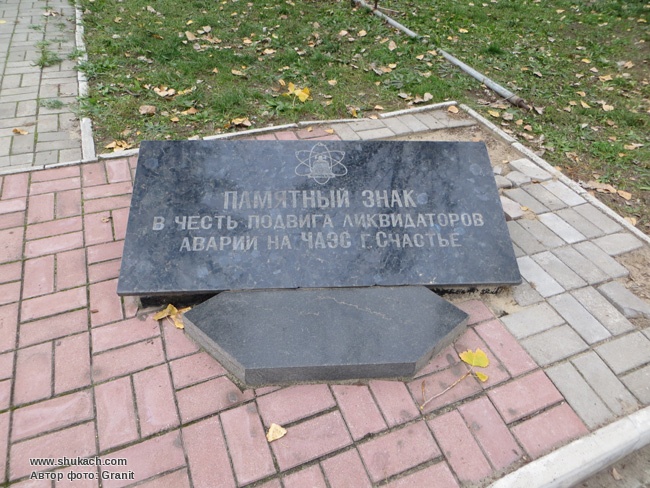 ПАМЯТНЫЙ ЗНАК
В ЧЕСТЬ ПОДВИГА ЛИКВИДАТОРОВ
АВАРИИ НА ЧАЭС Г.СЧАСТЬЕ
www.shukach.com
Автор фото: Granit